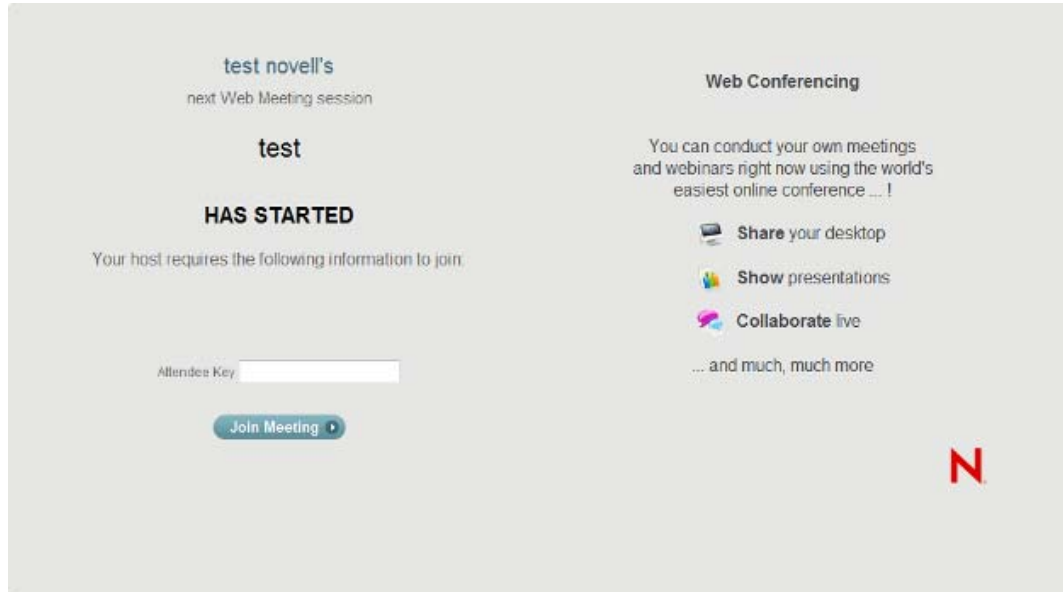 test novell's
next Web Meeting session
test
HAS STARTED
Your host requires the following information to join:
Attendee Key
Join Meeting
Web Conferencing
You can conduct your own meetings
and webinars right now using the world's
easiest online conference ... !
Share your desktop
Show presentations
Collaborate live
... and much, much more
N